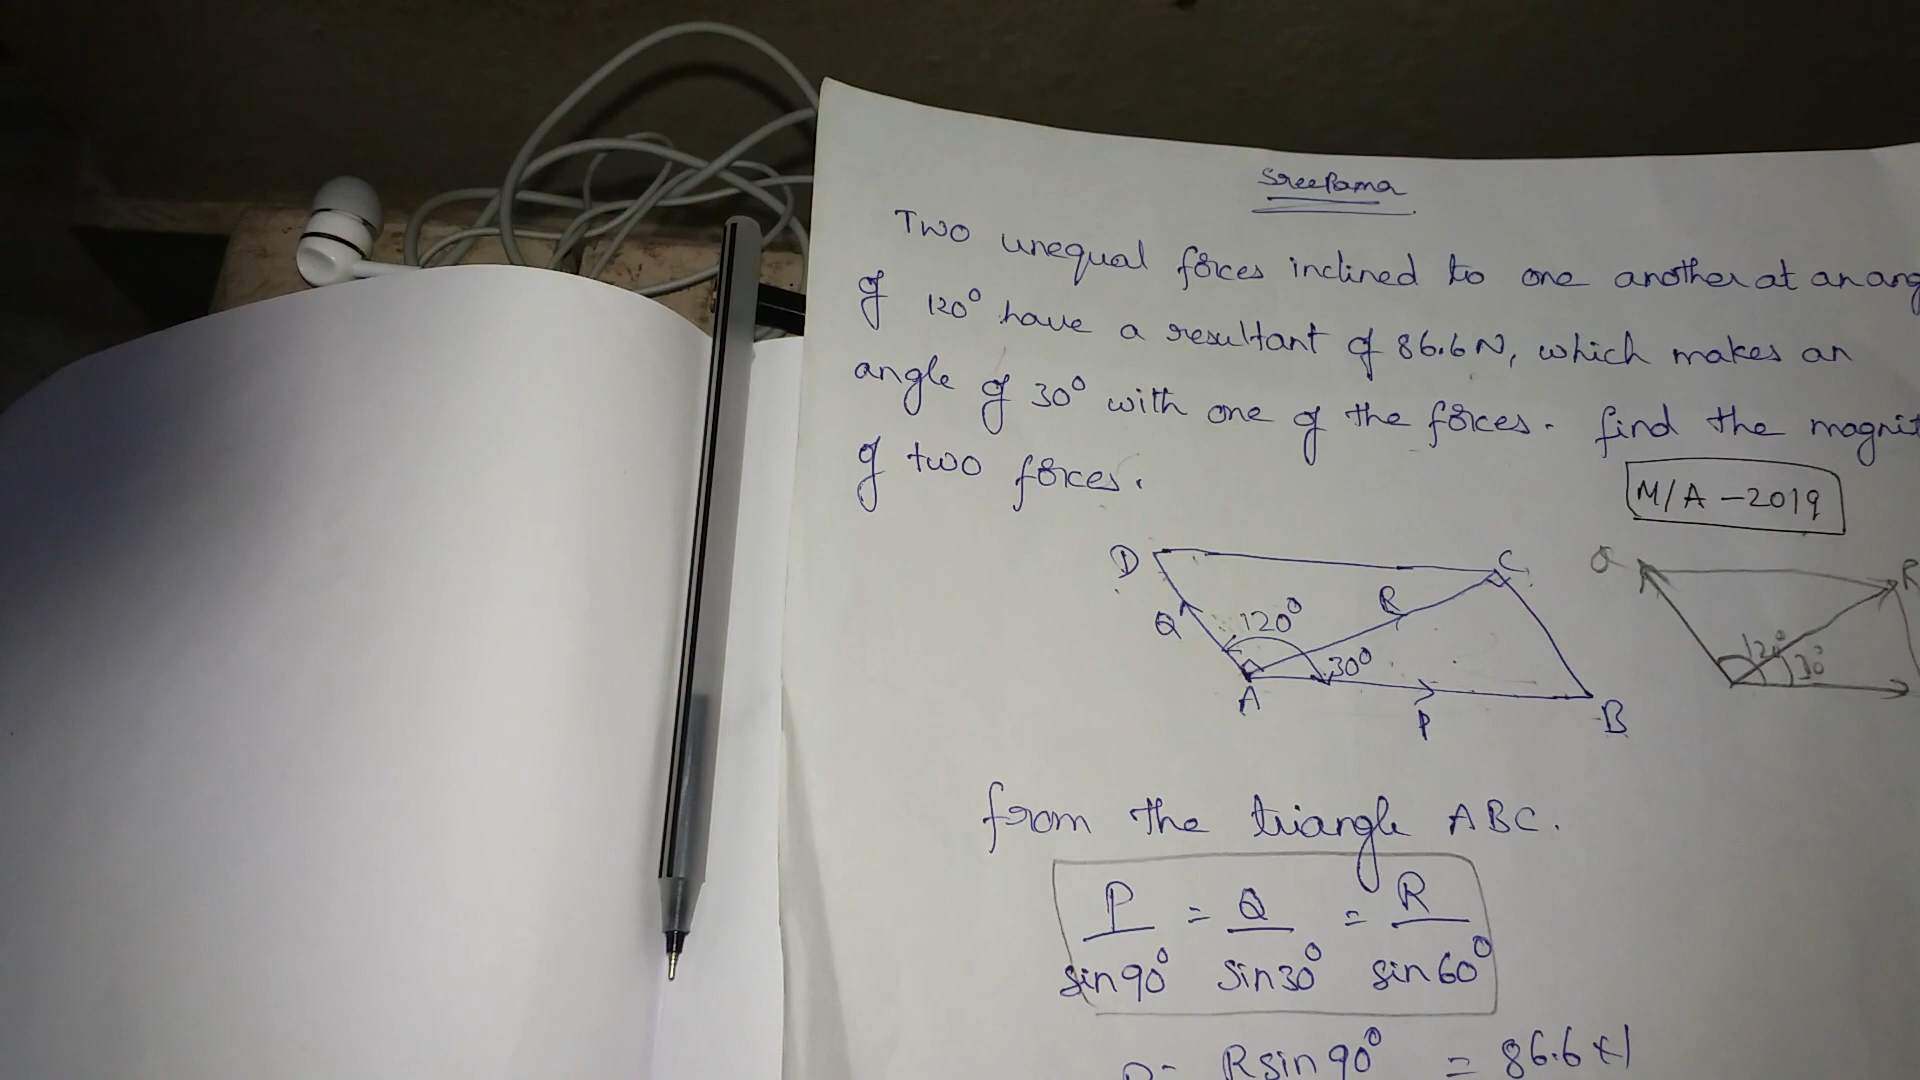 SreeRama
Two unequal forces inclined to one another at an ang
of 120° have a resultant of 86.6N, which makes an
angle of 30° with one of the forces. find the magnit
of two forces.
M/A - 2019
D C
Q 120° R
30°
A P B
Q R
120° 30°
from the triangle ABC.
P/sin90° = Q/sin30° = R/sin60°
Rsin90° = 86.6×1